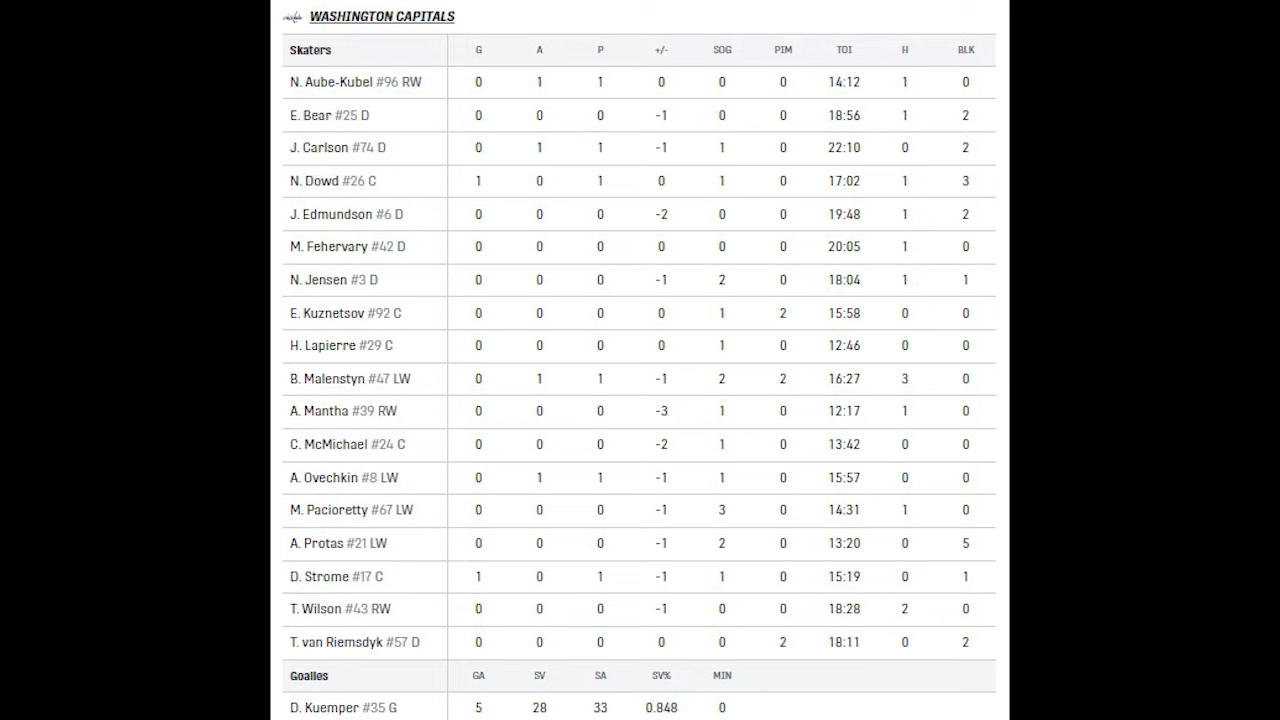 WASHINGTON CAPITALS
Skaters G A P +/- SOG PIM TOI H BLK
N. Aube-Kubel #96 RW 0 1 1 0 0 0 14:12 1 0
E. Bear #25 D 0 0 0 -1 0 0 18:56 1 2
J. Carlson #74 D 0 1 1 -1 1 0 22:10 0 2
N. Dowd #26 C 1 0 1 0 1 0 17:02 1 3
J. Edmundson #6 D 0 0 0 -2 0 0 19:48 1 2
M. Fehervary #42 D 0 0 0 0 0 0 20:05 1 0
N. Jensen #3 D 0 0 0 -1 2 0 18:04 1 1
E. Kuznetsov #92 C 0 0 0 0 1 2 15:58 0 0
H. Lapierre #29 C 0 0 0 0 1 0 12:46 0 0
B. Malenstyn #47 LW 0 1 1 -1 2 2 16:27 3 0
A. Mantha #39 RW 0 0 0 -3 1 0 12:17 1 0
C. McMichael #24 C 0 0 0 -2 1 0 13:42 0 0
A. Ovechkin #8 LW 0 1 1 -1 1 0 15:57 0 0
M. Pacioretty #67 LW 0 0 0 -1 3 0 14:31 1 0
A. Protas #21 LW 0 0 0 -1 2 0 13:20 0 5
D. Strome #17 C 1 0 1 -1 1 0 15:19 0 1
T. Wilson #43 RW 0 0 0 -1 0 0 18:28 2 0
T. van Riemsdyk #57 D 0 0 0 0 0 2 18:11 0 2
Goalies GA SV SA SV% MIN
D. Kuemper #35 G 5 28 33 0.848 0